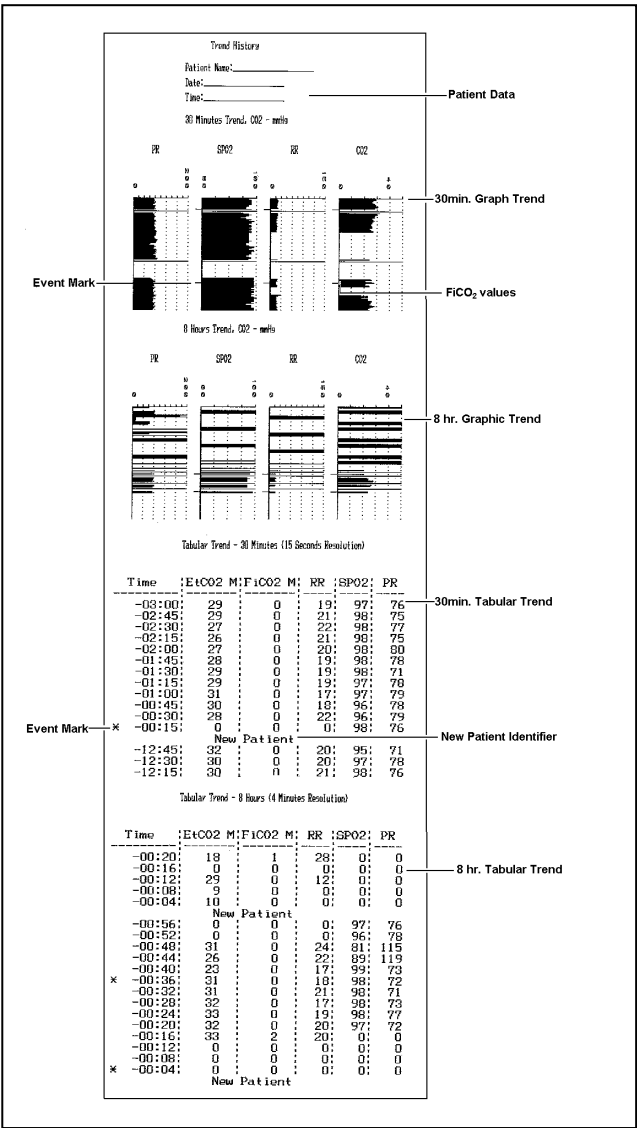 Trend History
Patient Name:
Date:
Time:
Patient Data
30 Minutes Trend, CO2 - mmHg
PR SPO2 RR CO2
30min. Graph Trend
Event Mark
FiCO2 values
8 Hours Trend, CO2 - mmHg
PR SPO2 RR CO2
8 hr. Graphic Trend
Tabular Trend - 30 Minutes (15 Seconds Resolution)
Time EtCO2 M FiCO2 M RR SPO2 PR
-03:00 29 0 19 97 76 30min. Tabular Trend
-02:45 29 0 21 98 75
-02:30 27 0 22 98 77
-02:15 26 0 21 98 75
-02:00 27 0 20 98 80
-01:45 28 0 19 98 78
-01:30 29 0 19 98 71
-01:15 29 0 19 97 78
-01:00 31 0 17 97 79
-00:45 30 0 18 96 78
-00:30 28 0 22 96 79
Event Mark * -00:15 0 0 0 98 76
New Patient New Patient Identifier
-12:45 32 0 20 95 71
-12:30 30 0 20 97 78
-12:15 30 0 21 98 76
Tabular Trend - 8 Hours (4 Minutes Resolution)
Time EtCO2 M FiCO2 M RR SPO2 PR
-00:20 18 1 28 0 0
-00:16 0 0 0 0 0 8 hr. Tabular Trend
-00:12 29 0 12 0 0
-00:08 9 0 0 0 0
-00:04 10 0 0 0 0
New Patient
-00:56 0 0 0 97 76
-00:52 0 0 0 96 78
-00:48 31 0 24 81 115
-00:44 26 0 22 89 119
-00:40 23 0 17 99 73
* -00:36 31 0 18 98 72
-00:32 31 0 21 98 71
-00:28 32 0 17 98 73
-00:24 33 0 19 98 77
-00:20 32 0 20 97 72
-00:16 33 2 20 0 0
-00:12 0 0 0 0 0
-00:08 0 0 0 0 0
* -00:04 0 0 0 0 0
New Patient